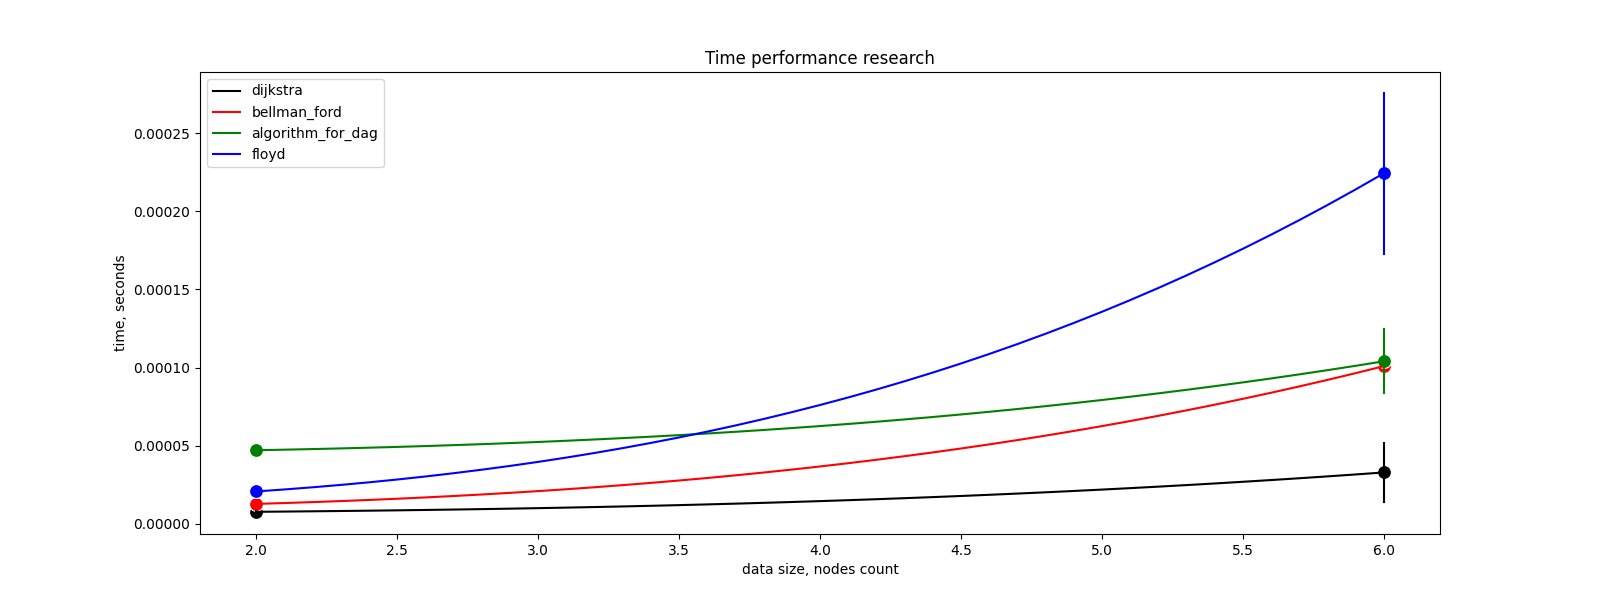 Time performance research
dijkstra
bellman_ford
algorithm_for_dag
floyd
0.00025
0.00020
0.00015
0.00010
0.00005
0.00000
time, seconds
2.0 2.5 3.0 3.5 4.0 4.5 5.0 5.5 6.0
data size, nodes count